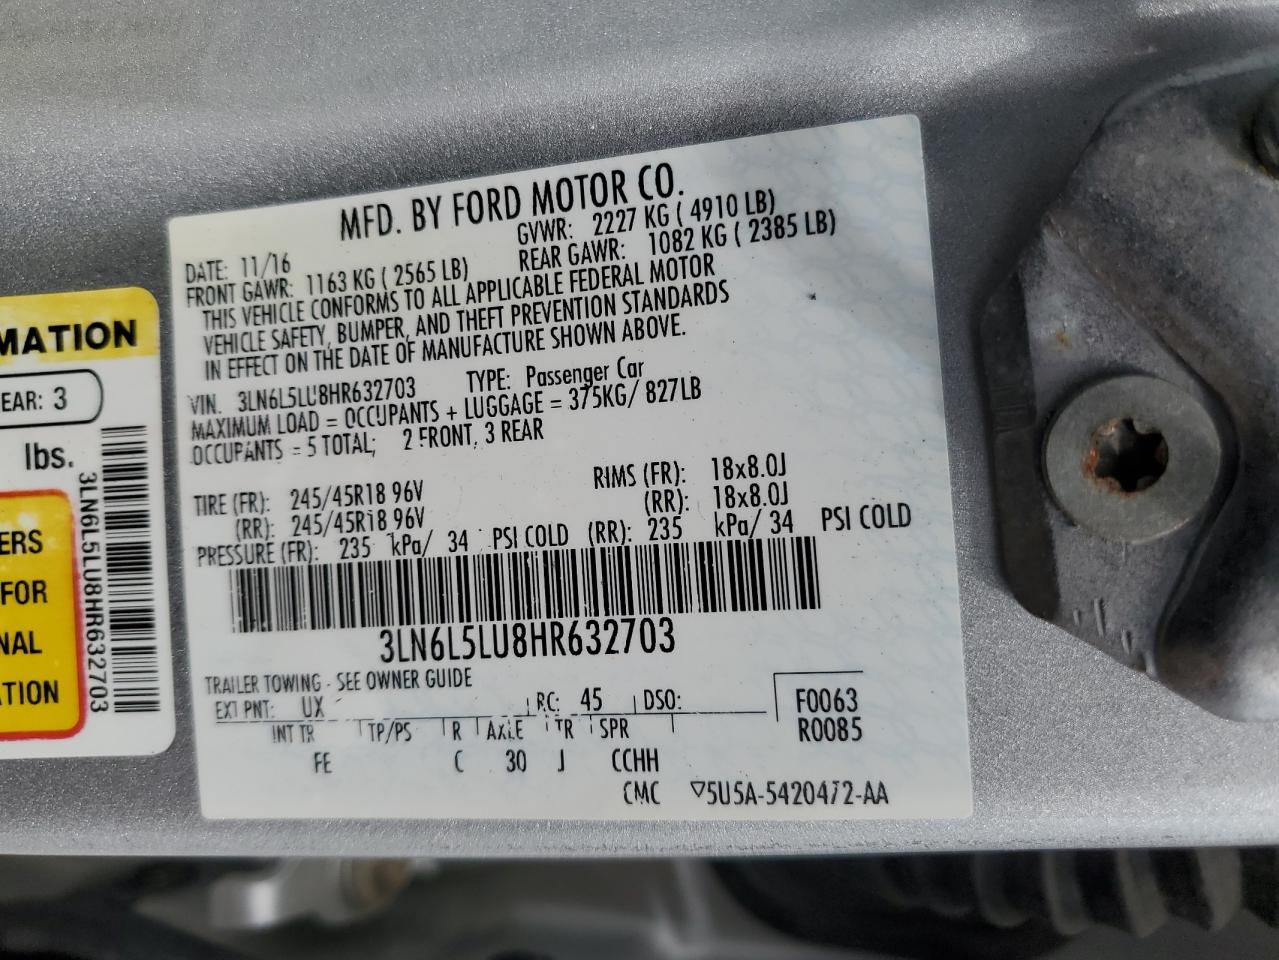 MATION
EAR: 3
lbs.
3LN6L5LU8HR632703
ERS
FOR
NAL
TION
MFD. BY FORD MOTOR CO.
DATE: 11/16 GVWR: 2227 KG ( 4910 LB)
FRONT GAWR: 1163 KG ( 2565 LB) REAR GAWR: 1082 KG ( 2385 LB)
THIS VEHICLE CONFORMS TO ALL APPLICABLE FEDERAL MOTOR
VEHICLE SAFETY, BUMPER, AND THEFT PREVENTION STANDARDS
IN EFFECT ON THE DATE OF MANUFACTURE SHOWN ABOVE.
VIN. 3LN6L5LU8HR632703 TYPE: Passenger Car
MAXIMUM LOAD = OCCUPANTS + LUGGAGE = 375KG/ 827LB
OCCUPANTS = 5 TOTAL; 2 FRONT, 3 REAR
TIRE (FR): 245/45R18 96V RIMS (FR): 18x8.0J
(RR): 245/45R18 96V (RR): 18x8.0J
PRESSURE (FR): 235 kPa/ 34 PSI COLD (RR): 235 kPa/ 34 PSI COLD
3LN6L5LU8HR632703
TRAILER TOWING - SEE OWNER GUIDE
EXT PNT: UX RC: 45 DSO: F0063
INT TR TP/PS R AXLE TR SPR R0085
FE C 30 J CCHH
CMC ▽5U5A-5420472-AA